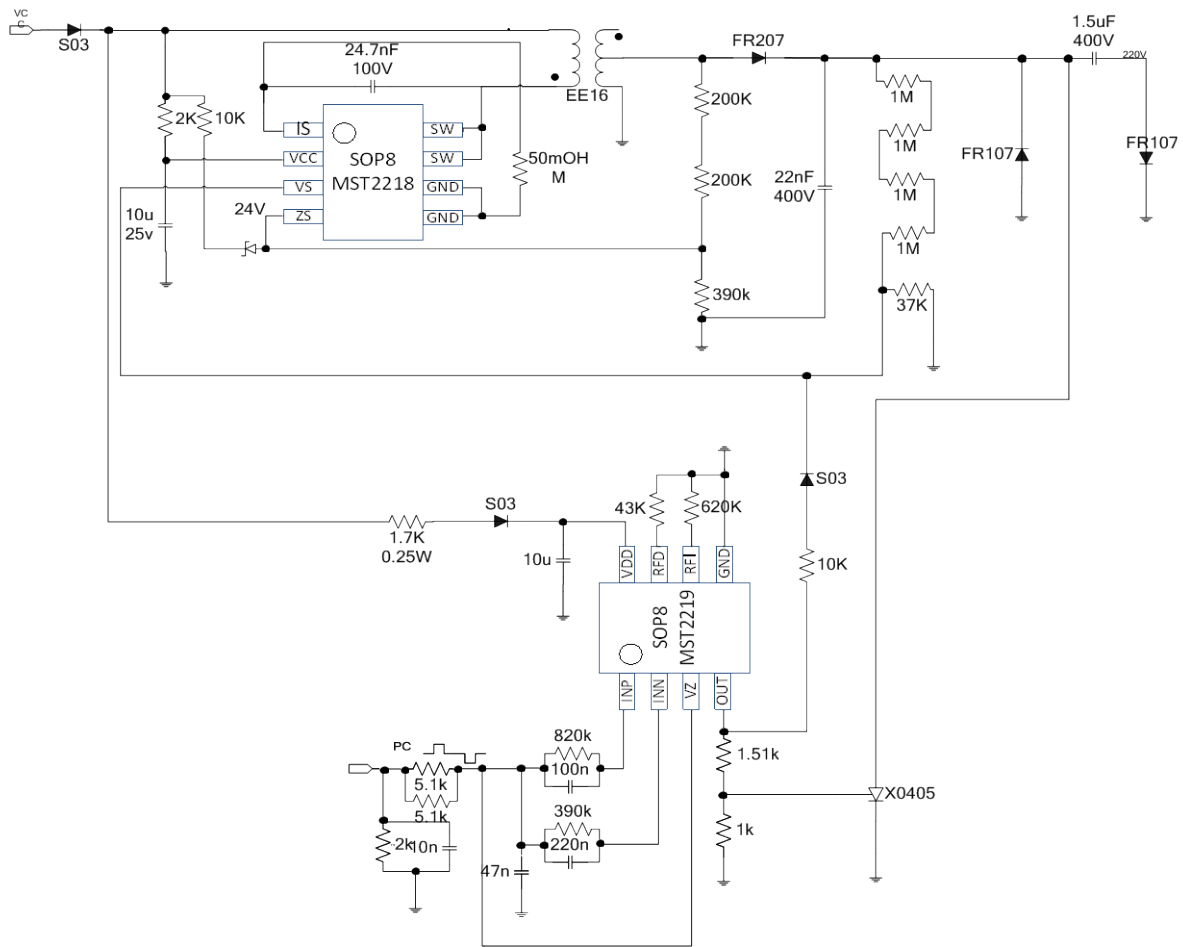 VC
C
S03
24.7nF
100V
EE16
FR207
1.5uF
400V
220V
2K
10K
IS
VCC
VS
ZS
SOP8
MST2218
SW
SW
GND
GND
50mOH
M
200K
200K
390k
22nF
400V
1M
1M
1M
1M
37K
FR107
FR107
24V
10u
25v
S03
1.7K
0.25W
10u
43K
620K
S03
10K
VDD
RFD
RFI
GND
SOP8
MST2219
INP
INN
VZ
OUT
PC
5.1k
5.1k
2k
10n
820k
100n
390k
220n
47n
1.51k
1k
X0405